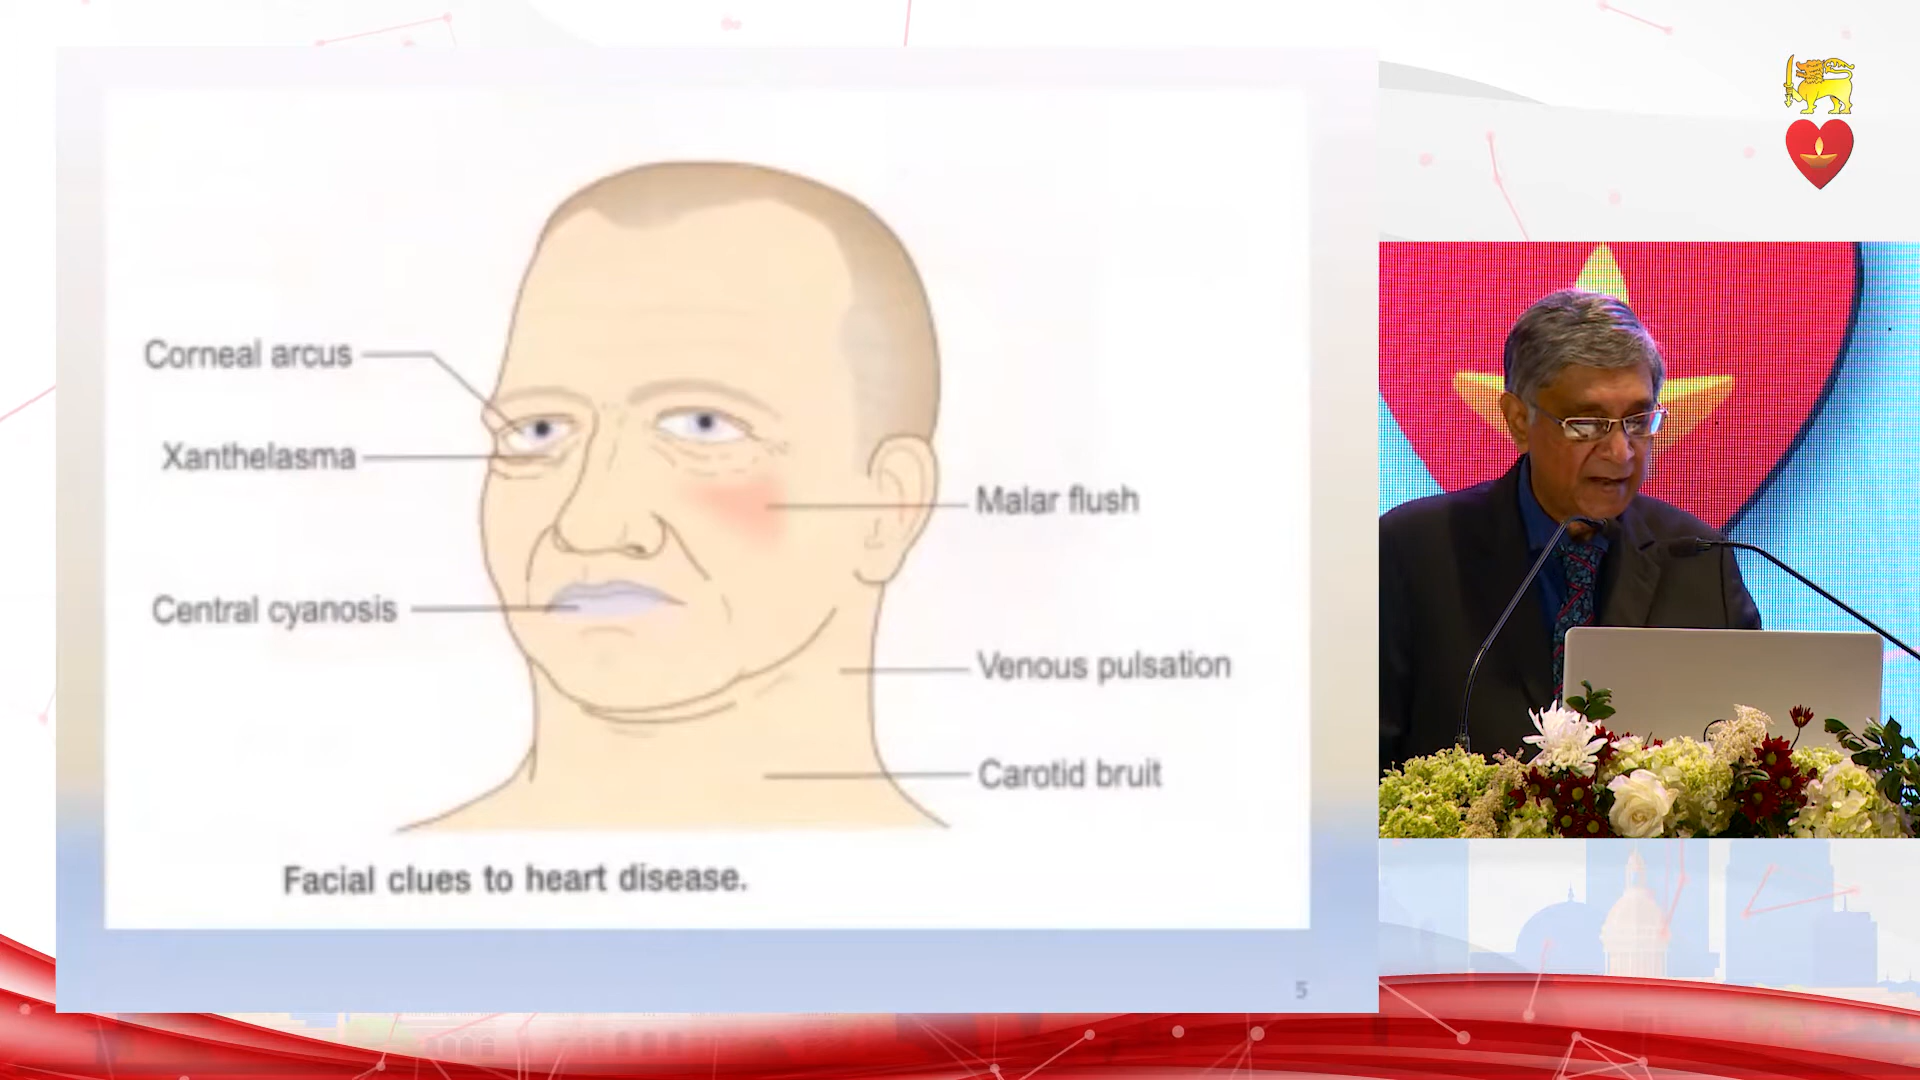 Corneal arcus
Xanthelasma
Central cyanosis
Malar flush
Venous pulsation
Carotid bruit
Facial clues to heart disease.
5